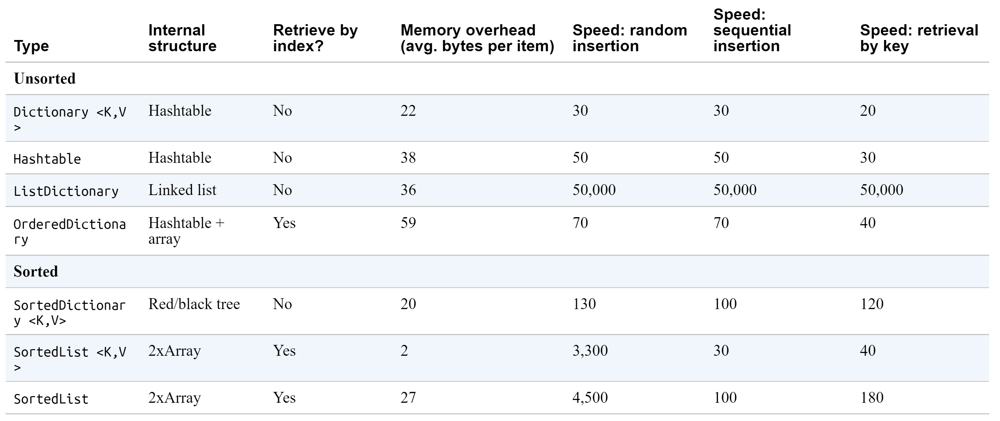 Type	Internal structure	Retrieve by index?	Memory overhead (avg. bytes per item)	Speed: random insertion	Speed: sequential insertion	Speed: retrieval by key
Unsorted
Dictionary <K,V>	Hashtable	No	22	30	30	20
Hashtable	Hashtable	No	38	50	50	30
ListDictionary	Linked list	No	36	50,000	50,000	50,000
OrderedDictionary	Hashtable + array	Yes	59	70	70	40
Sorted
SortedDictionary <K,V>	Red/black tree	No	20	130	100	120
SortedList <K,V>	2xArray	Yes	2	3,300	30	40
SortedList	2xArray	Yes	27	4,500	100	180